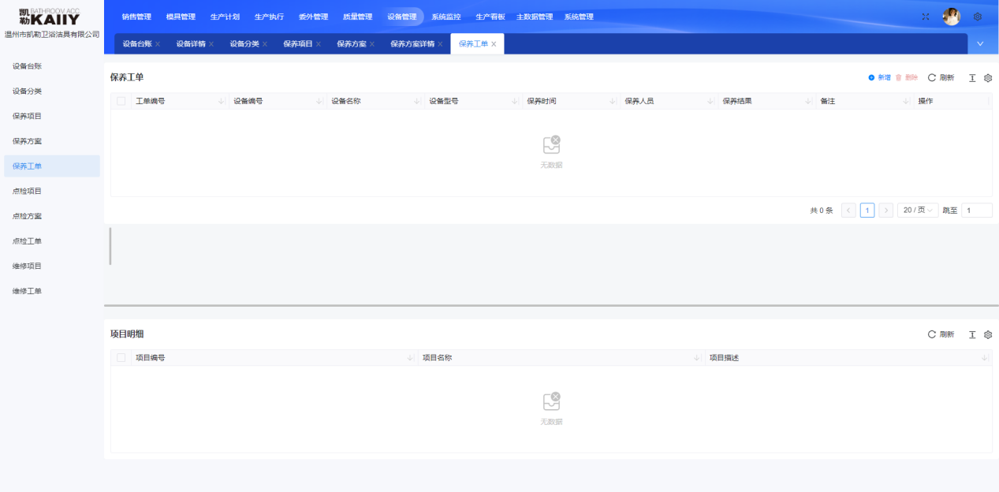 凯勒 BATHROOV ACC. KAIIY
温州市凯勒卫浴洁具有限公司
销售管理 模具管理 生产计划 生产执行 委外管理 质量管理 设备管理 系统监控 生产看板 主数据管理 系统管理
设备台账 设备详情 设备分类 保养项目 保养方案 保养方案详情 保养工单
设备台账
设备分类
保养项目
保养方案
保养工单
点检项目
点检方案
点检工单
维修项目
维修工单
保养工单
新增 删除 刷新
工单编号 设备编号 设备名称 设备型号 保养时间 保养人员 保养结果 备注 操作
无数据
共 0 条 1 20 / 页 跳至 1
项目明细
刷新
项目编号 项目名称 项目描述
无数据